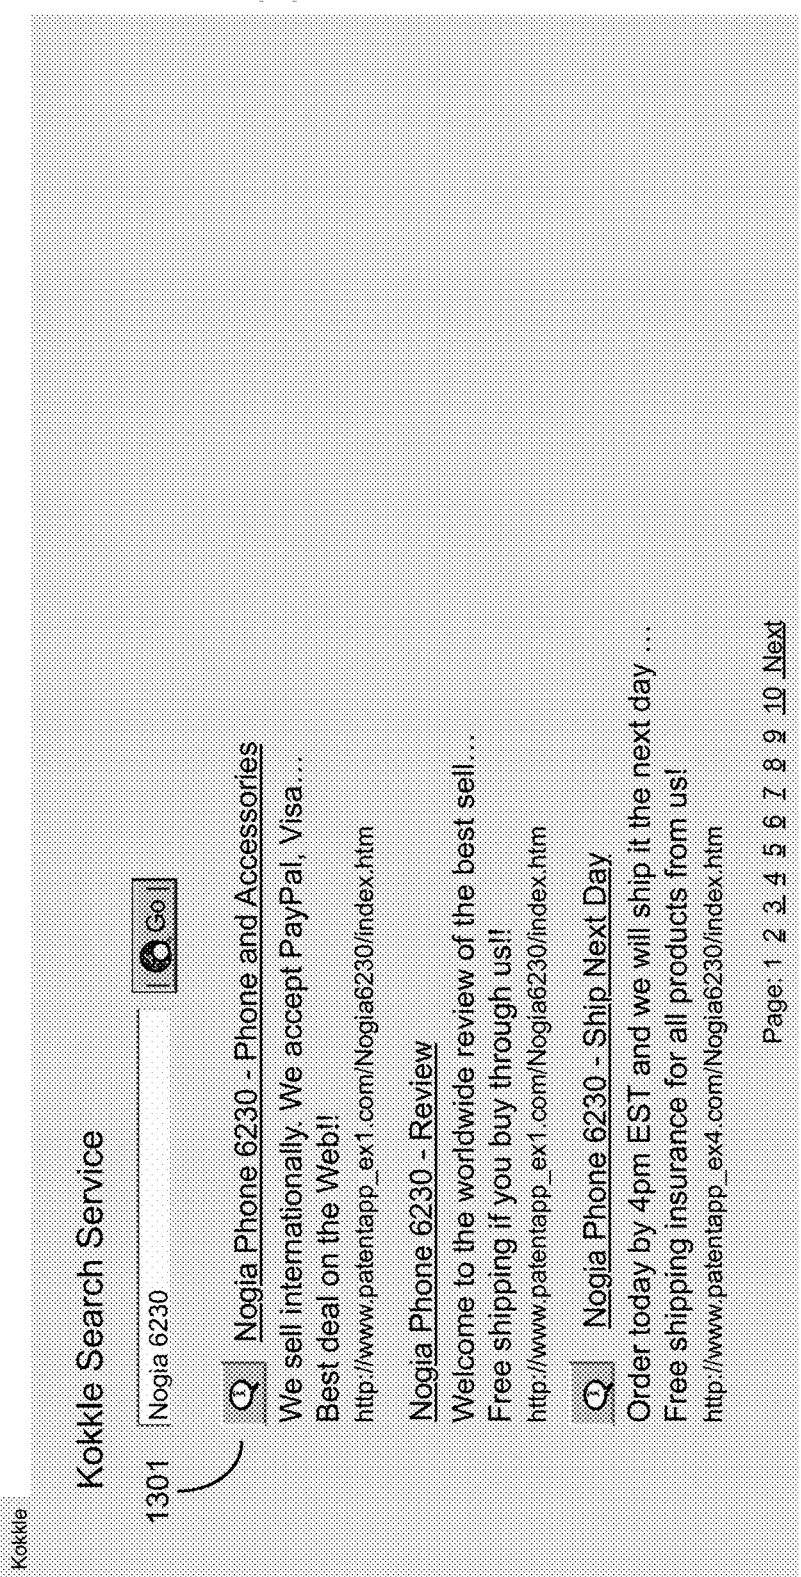 Kokkle
Kokkle Search Service
1301
Nogia 6230
| Go |
Nogia Phone 6230 - Phone and Accessories
We sell internationally. We accept PayPal, Visa...
Best deal on the Web!!
http://www.patentapp_ex1.com/Nogia6230/index.htm
Nogia Phone 6230 - Review
Welcome to the worldwide review of the best sell...
Free shipping if you buy through us!!
http://www.patentapp_ex1.com/Nogia6230/index.htm
Nogia Phone 6230 - Ship Next Day
Order today by 4pm EST and we will ship it the next day ...
Free shipping insurance for all products from us!
http://www.patentapp_ex4.com/Nogia6230/index.htm
Page: 1 2 3 4 5 6 7 8 9 10 Next